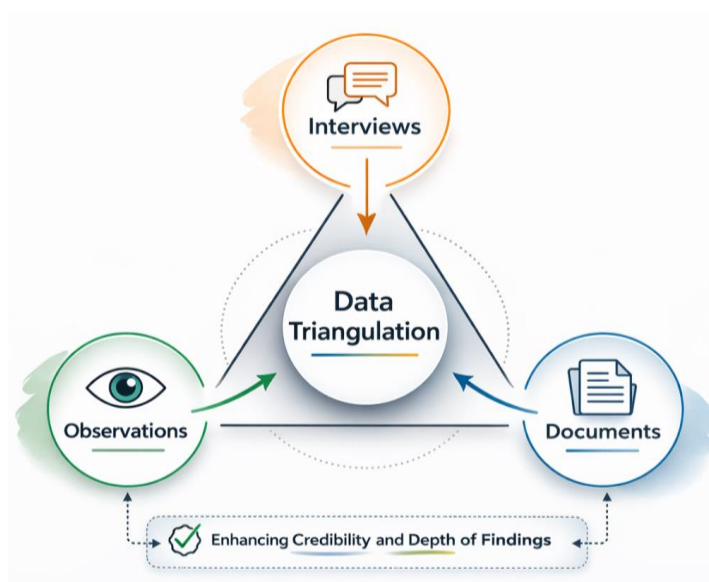 Interviews
Data
Triangulation
Observations
Documents
Enhancing Credibility and Depth of Findings